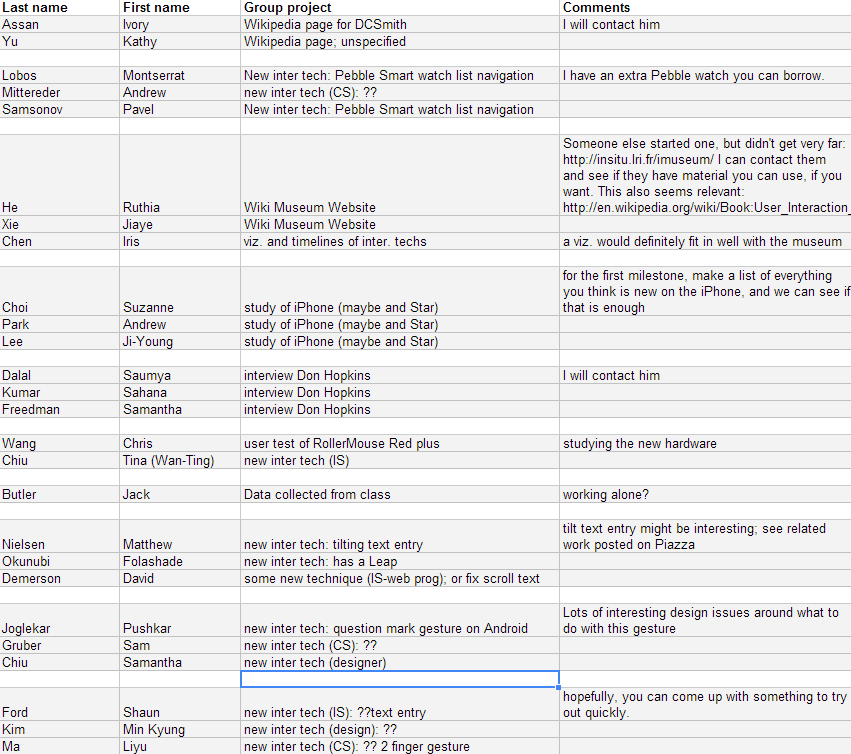 Last name First name Group project Comments
Assan Ivory Wikipedia page for DCSmith I will contact him
Yu Kathy Wikipedia page; unspecified
Lobos Montserrat New inter tech: Pebble Smart watch list navigation I have an extra Pebble watch you can borrow.
Mittereder Andrew new inter tech (CS): ??
Samsonov Pavel New inter tech: Pebble Smart watch list navigation
Someone else started one, but didn't get very far:
http://insitu.lri.fr/imuseum/ I can contact them
and see if they have material you can use, if you
want. This also seems relevant:
He Ruthia Wiki Museum Website http://en.wikipedia.org/wiki/Book:User_Interaction_
Xie Jiaye Wiki Museum Website
Chen Iris viz. and timelines of inter. techs a viz. would definitely fit in well with the museum
for the first milestone, make a list of everything
you think is new on the iPhone, and we can see if
Choi Suzanne study of iPhone (maybe and Star) that is enough
Park Andrew study of iPhone (maybe and Star)
Lee Ji-Young study of iPhone (maybe and Star)
Dalal Saumya interview Don Hopkins I will contact him
Kumar Sahana interview Don Hopkins
Freedman Samantha interview Don Hopkins
Wang Chris user test of RollerMouse Red plus studying the new hardware
Chiu Tina (Wan-Ting) new inter tech (IS)
Butler Jack Data collected from class working alone?
tilt text entry might be interesting; see related
Nielsen Matthew new inter tech: tilting text entry work posted on Piazza
Okunubi Folashade new inter tech: has a Leap
Demerson David some new technique (IS-web prog); or fix scroll text
Lots of interesting design issues around what to
Joglekar Pushkar new inter tech: question mark gesture on Android do with this gesture
Gruber Sam new inter tech (CS): ??
Chiu Samantha new inter tech (designer)
hopefully, you can come up with something to try
Ford Shaun new inter tech (IS): ??text entry out quickly.
Kim Min Kyung new inter tech (design): ??
Ma Liyu new inter tech (CS): ?? 2 finger gesture